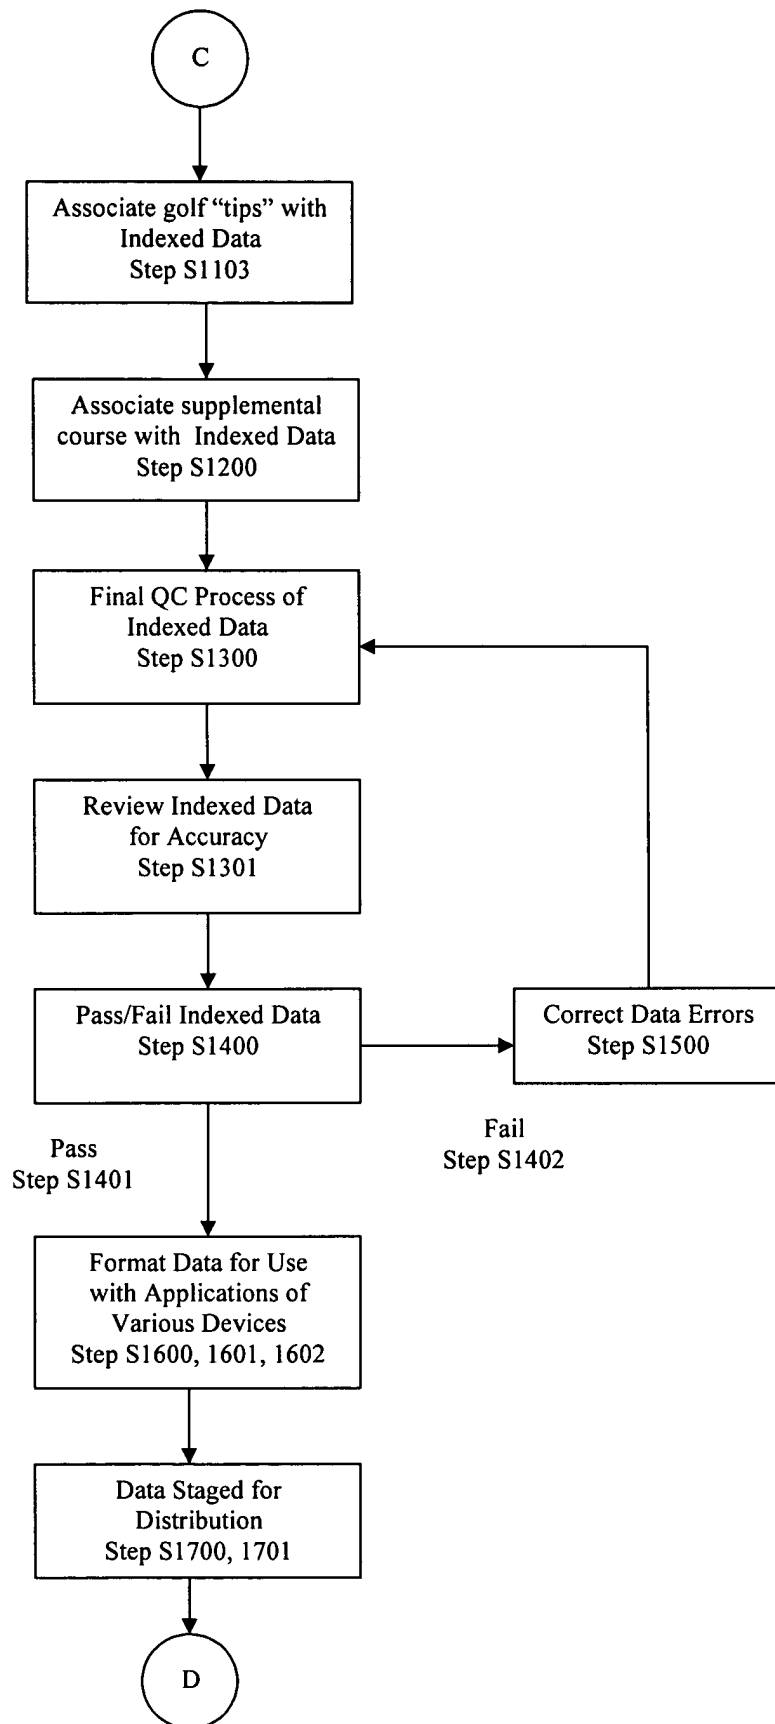 C
Associate golf “tips” with
Indexed Data
Step S1103
Associate supplemental
course with Indexed Data
Step S1200
Final QC Process of
Indexed Data
Step S1300
Review Indexed Data
for Accuracy
Step S1301
Pass/Fail Indexed Data
Step S1400
Correct Data Errors
Step S1500
Pass
Step S1401
Fail
Step S1402
Format Data for Use
with Applications of
Various Devices
Step S1600, 1601, 1602
Data Staged for
Distribution
Step S1700, 1701
D